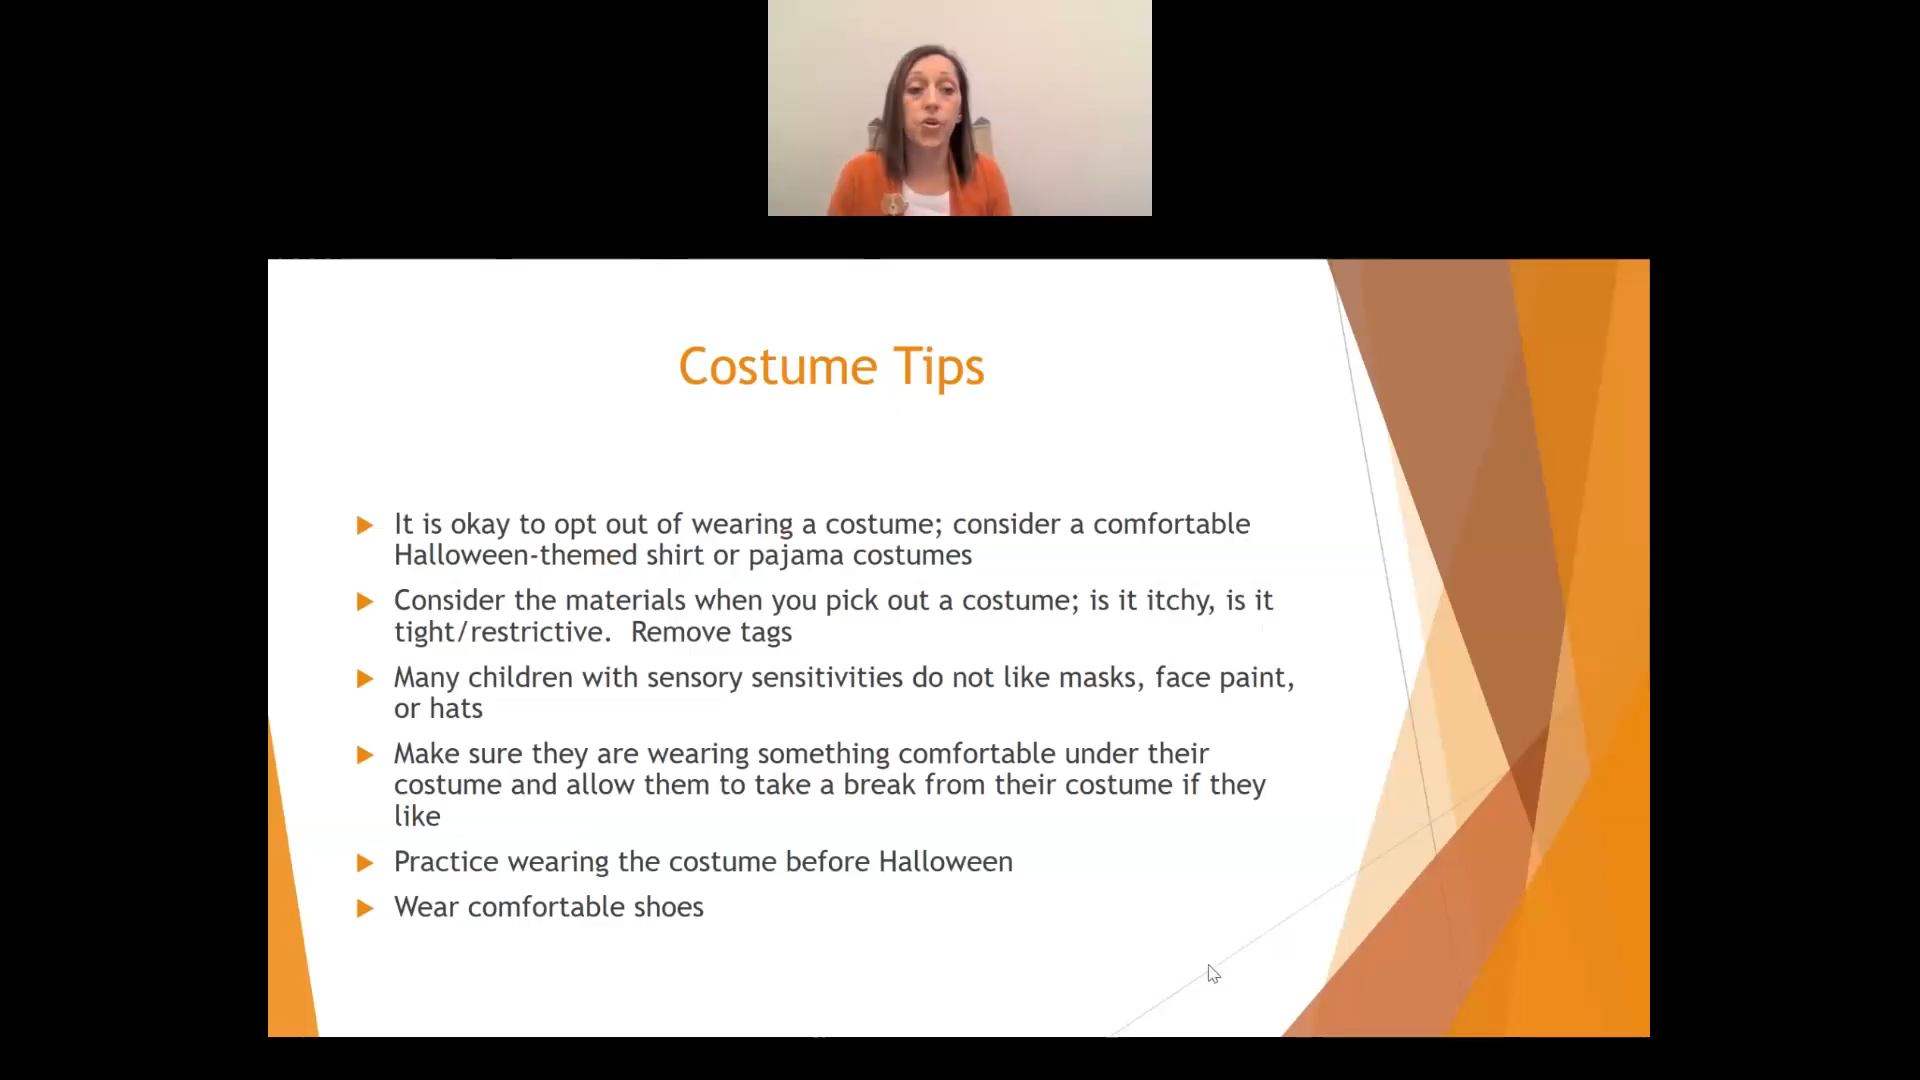 Costume Tips
It is okay to opt out of wearing a costume; consider a comfortable
Halloween-themed shirt or pajama costumes
Consider the materials when you pick out a costume; is it itchy, is it
tight/restrictive.  Remove tags
Many children with sensory sensitivities do not like masks, face paint,
or hats
Make sure they are wearing something comfortable under their
costume and allow them to take a break from their costume if they
like
Practice wearing the costume before Halloween
Wear comfortable shoes